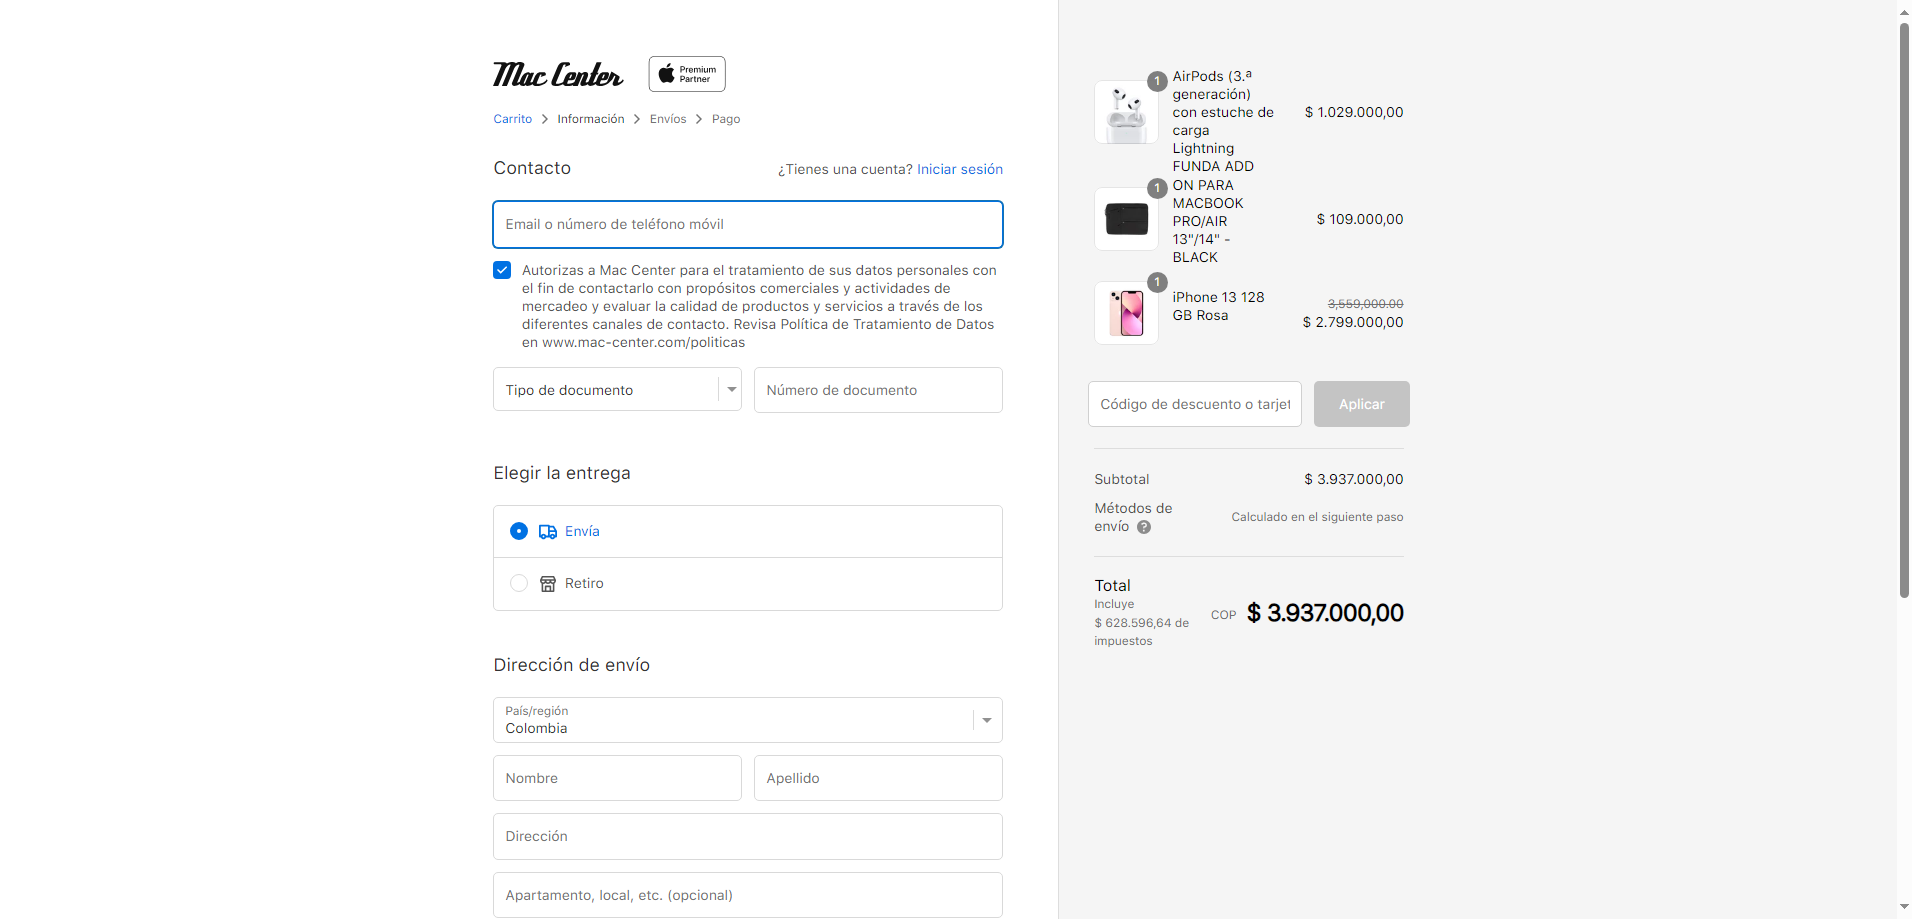 Mac Center
Premium
Partner
Carrito > Información > Envíos > Pago
Contacto
¿Tienes una cuenta? Iniciar sesión
Email o número de teléfono móvil
Autorizas a Mac Center para el tratamiento de sus datos personales con
el fin de contactarlo con propósitos comerciales y actividades de
mercadeo y evaluar la calidad de productos y servicios a través de los
diferentes canales de contacto. Revisa Política de Tratamiento de Datos
en www.mac-center.com/politicas
Tipo de documento
Número de documento
Elegir la entrega
Envía
Retiro
Dirección de envío
País/región
Colombia
Nombre
Apellido
Dirección
Apartamento, local, etc. (opcional)
1
AirPods (3.ª
generación)
con estuche de
carga
Lightning
$ 1.029.000,00
1
FUNDA ADD
ON PARA
MACBOOK
PRO/AIR
13"/14" -
BLACK
$ 109.000,00
1
iPhone 13 128
GB Rosa
3,559,000.00
$ 2.799.000,00
Código de descuento o tarjet
Aplicar
Subtotal
$ 3.937.000,00
Métodos de
envío ?
Calculado en el siguiente paso
Total
Incluye
$ 628.596,64 de
impuestos
COP $ 3.937.000,00